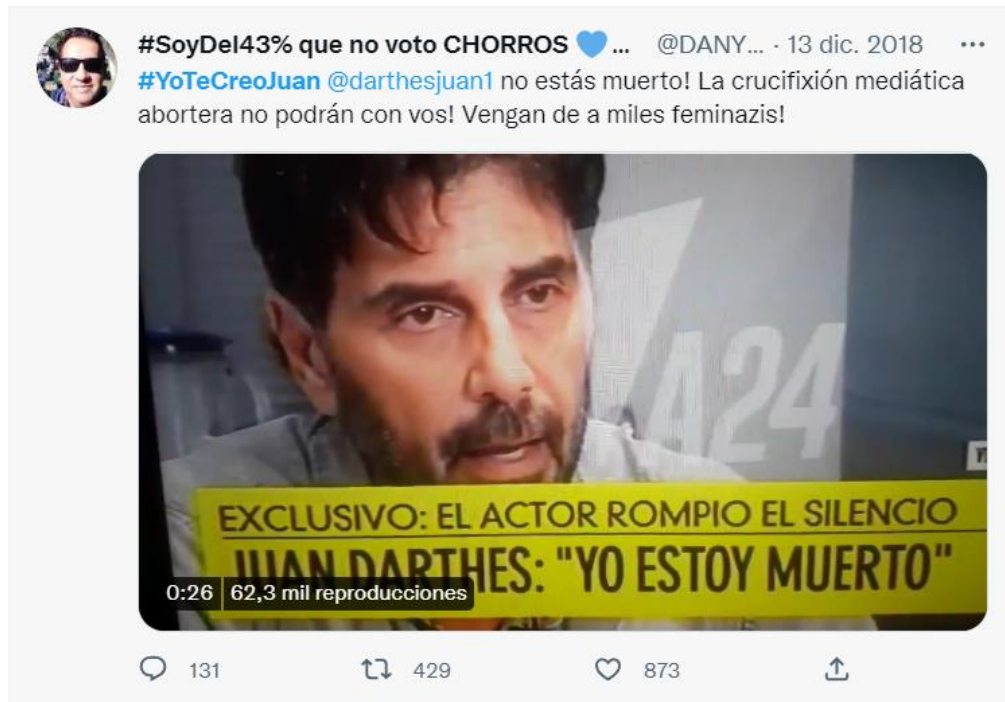 #SoyDel43% que no voto CHORROS 💙... @DANY... · 13 dic. 2018 ...
#YoTeCreoJuan @darthesjuan1 no estás muerto! La crucifixión mediática
abortera no podrán con vos! Vengan de a miles feminazis!
A24
EXCLUSIVO: EL ACTOR ROMPIO EL SILENCIO
JUAN DARTHES: "YO ESTOY MUERTO"
0:26 62,3 mil reproducciones
131 429 873